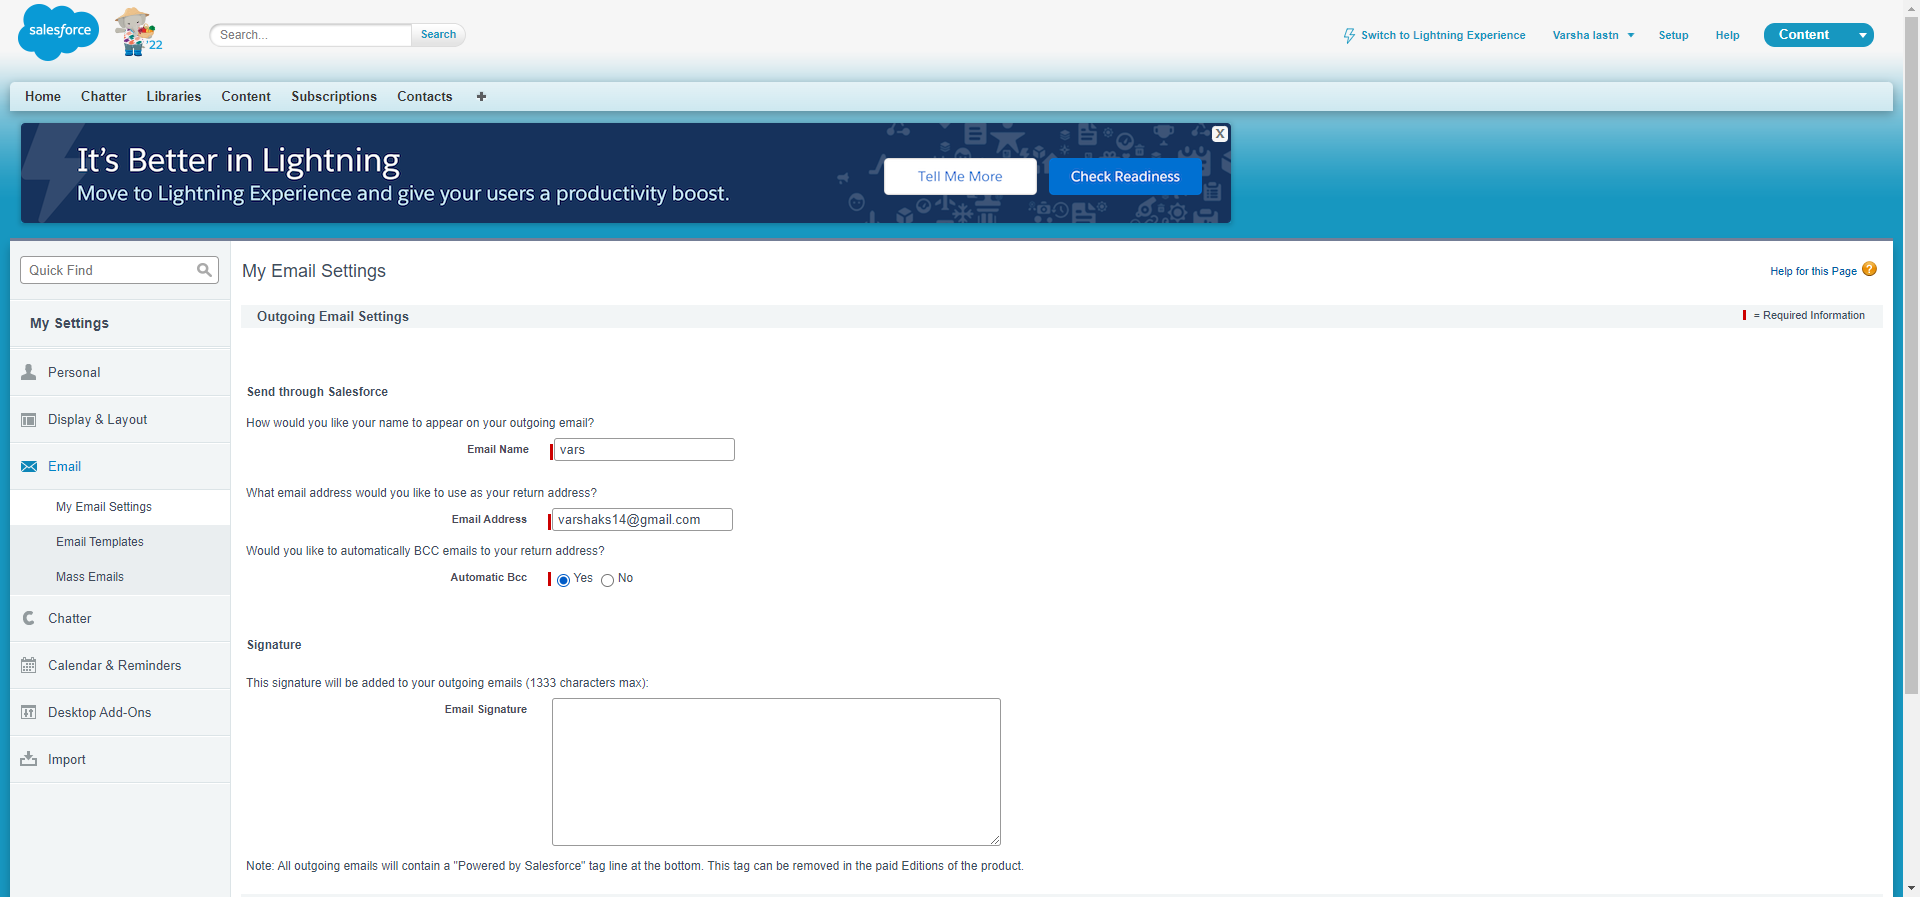 salesforce
'22
Search...
Search
Switch to Lightning Experience
Varsha lastn
Setup
Help
Content
Home
Chatter
Libraries
Content
Subscriptions
Contacts
+
It's Better in Lightning
Move to Lightning Experience and give your users a productivity boost.
Tell Me More
Check Readiness
X
Quick Find
My Settings
Personal
Display & Layout
Email
My Email Settings
Email Templates
Mass Emails
Chatter
Calendar & Reminders
Desktop Add-Ons
Import
My Email Settings
Help for this Page ?
Outgoing Email Settings
= Required Information
Send through Salesforce
How would you like your name to appear on your outgoing email?
Email Name
vars
What email address would you like to use as your return address?
Email Address
varshaks14@gmail.com
Would you like to automatically BCC emails to your return address?
Automatic Bcc
Yes
No
Signature
This signature will be added to your outgoing emails (1333 characters max):
Email Signature
Note: All outgoing emails will contain a "Powered by Salesforce" tag line at the bottom. This tag can be removed in the paid Editions of the product.